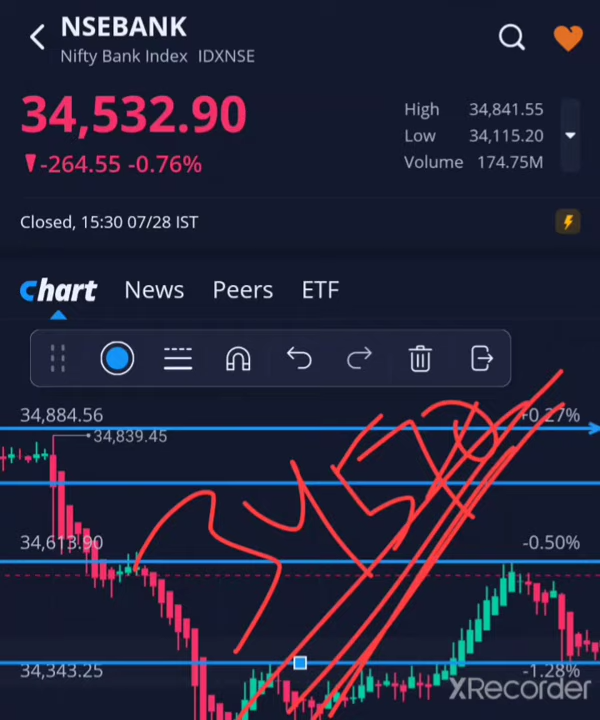 NSEBANK
Nifty Bank Index IDXNSE
34,532.90
▼-264.55 -0.76%
High 34,841.55
Low 34,115.20
Volume 174.75M
Closed, 15:30 07/28 IST
Chart News Peers ETF
34,884.56 +0.27%
34,839.45
34,613.90 -0.50%
34,343.25 -1.28%
XRecorder